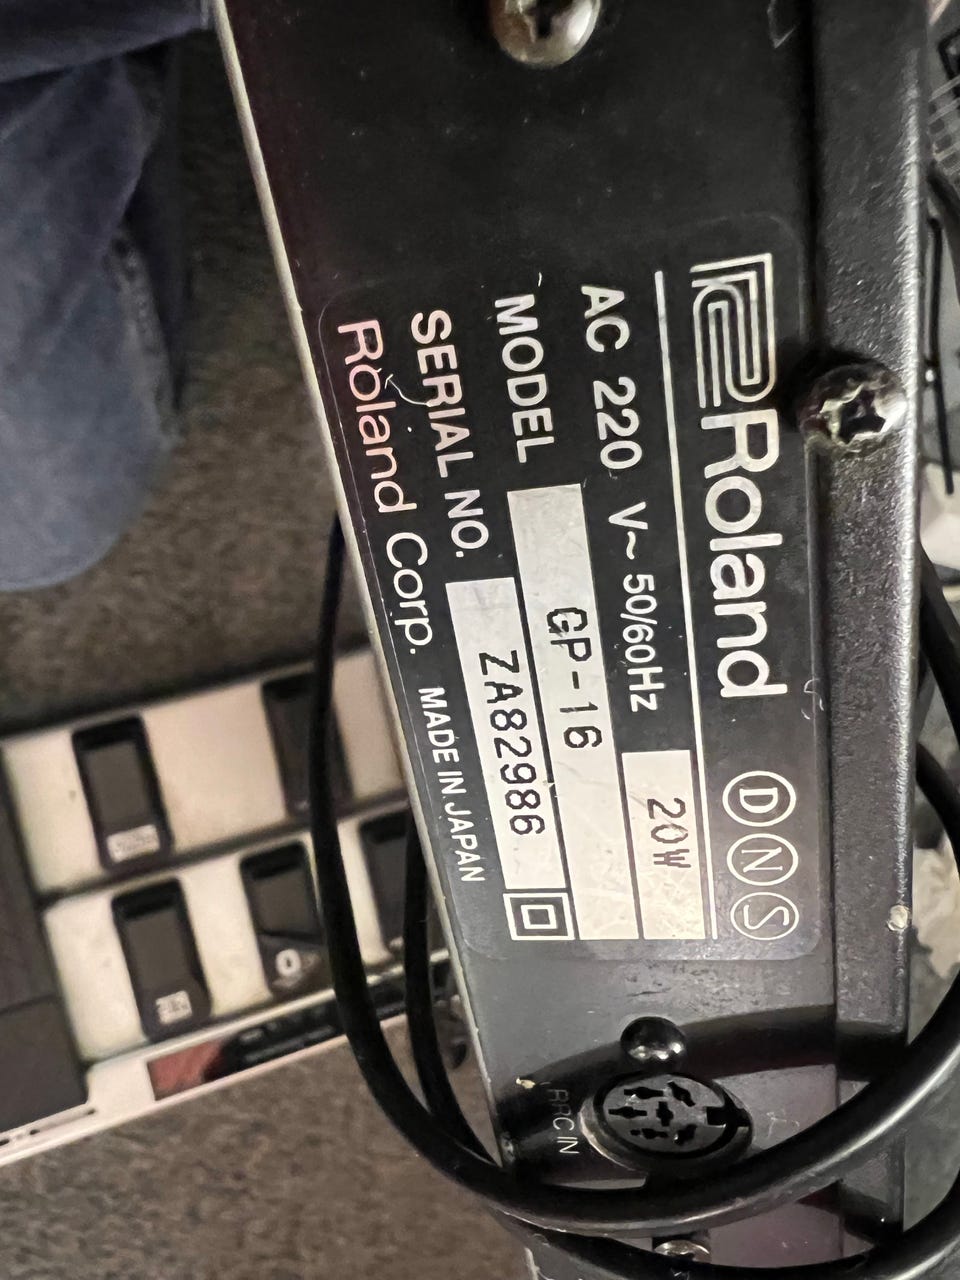 Roland D N S
AC 220 V~ 50/60Hz 20W
MODEL GP-16
SERIAL NO. ZA82986
Roland Corp. MADE IN JAPAN
RRC IN
0